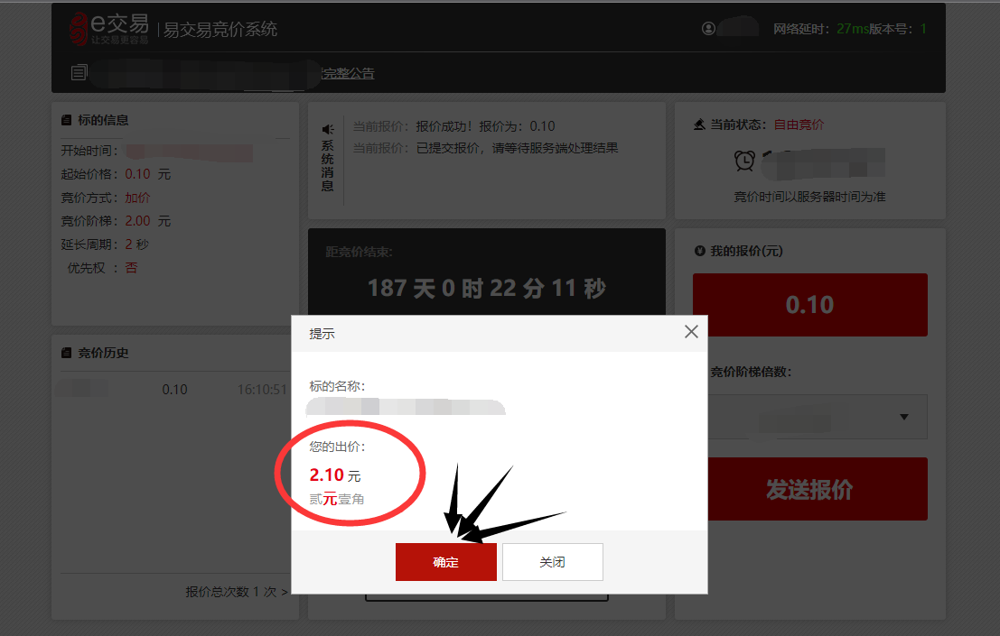 e交易
让交易更容易
易交易竞价系统
网络延时：27ms版本号：1
完整公告
标的信息
开始时间：
起始价格：0.10 元
竞价方式：加价
竞价阶梯：2.00 元
延长周期：2 秒
优先权 ：否
系统消息
当前报价：报价成功！报价为：0.10
当前报价：已提交报价，请等待服务端处理结果
当前状态：自由竞价
竞价时间以服务器时间为准
距竞价结束:
187 天 0 时 22 分 11 秒
我的报价(元)
0.10
竞价阶梯倍数:
发送报价
竞价历史
0.10 16:10:51
报价总次数 1 次 >
提示
标的名称：
您的出价：
2.10 元
贰元壹角
确定
关闭